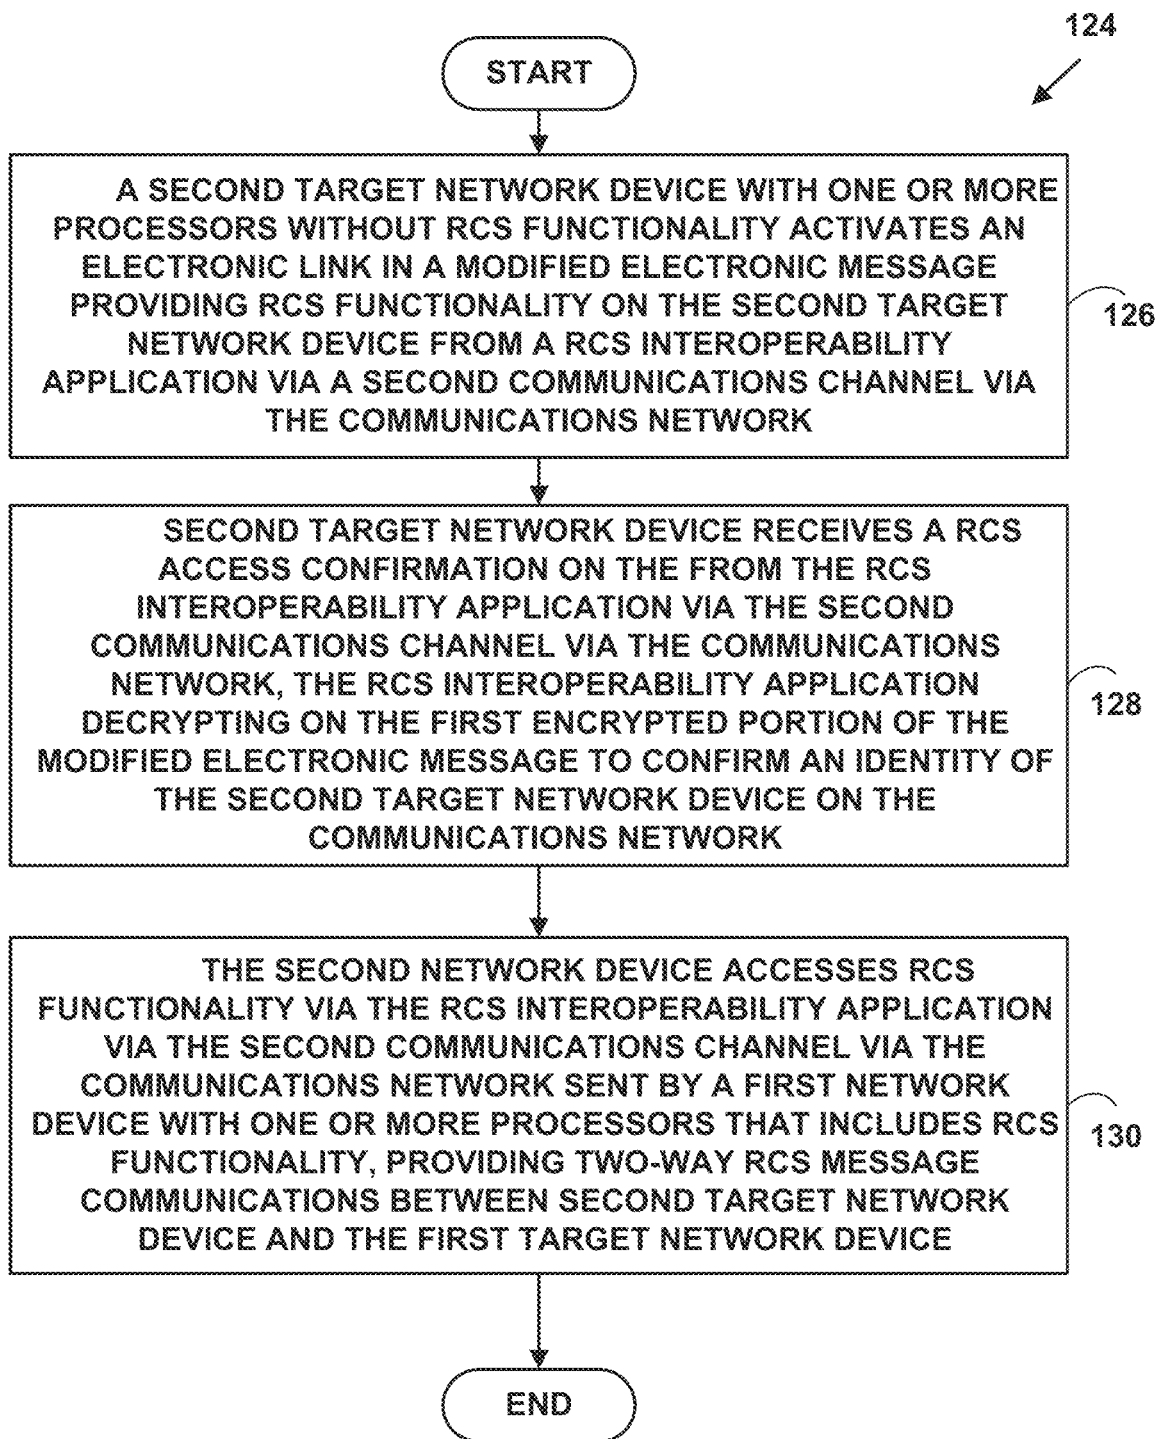 124
START
A SECOND TARGET NETWORK DEVICE WITH ONE OR MORE
PROCESSORS WITHOUT RCS FUNCTIONALITY ACTIVATES AN
ELECTRONIC LINK IN A MODIFIED ELECTRONIC MESSAGE
PROVIDING RCS FUNCTIONALITY ON THE SECOND TARGET
NETWORK DEVICE FROM A RCS INTEROPERABILITY
APPLICATION VIA A SECOND COMMUNICATIONS CHANNEL VIA
THE COMMUNICATIONS NETWORK
126
SECOND TARGET NETWORK DEVICE RECEIVES A RCS
ACCESS CONFIRMATION ON THE FROM THE RCS
INTEROPERABILITY APPLICATION VIA THE SECOND
COMMUNICATIONS CHANNEL VIA THE COMMUNICATIONS
NETWORK, THE RCS INTEROPERABILITY APPLICATION
DECRYPTING ON THE FIRST ENCRYPTED PORTION OF THE
MODIFIED ELECTRONIC MESSAGE TO CONFIRM AN IDENTITY OF
THE SECOND TARGET NETWORK DEVICE ON THE
COMMUNICATIONS NETWORK
128
THE SECOND NETWORK DEVICE ACCESSES RCS
FUNCTIONALITY VIA THE RCS INTEROPERABILITY APPLICATION
VIA THE SECOND COMMUNICATIONS CHANNEL VIA THE
COMMUNICATIONS NETWORK SENT BY A FIRST NETWORK
DEVICE WITH ONE OR MORE PROCESSORS THAT INCLUDES RCS
FUNCTIONALITY, PROVIDING TWO-WAY RCS MESSAGE
COMMUNICATIONS BETWEEN SECOND TARGET NETWORK
DEVICE AND THE FIRST TARGET NETWORK DEVICE
130
END